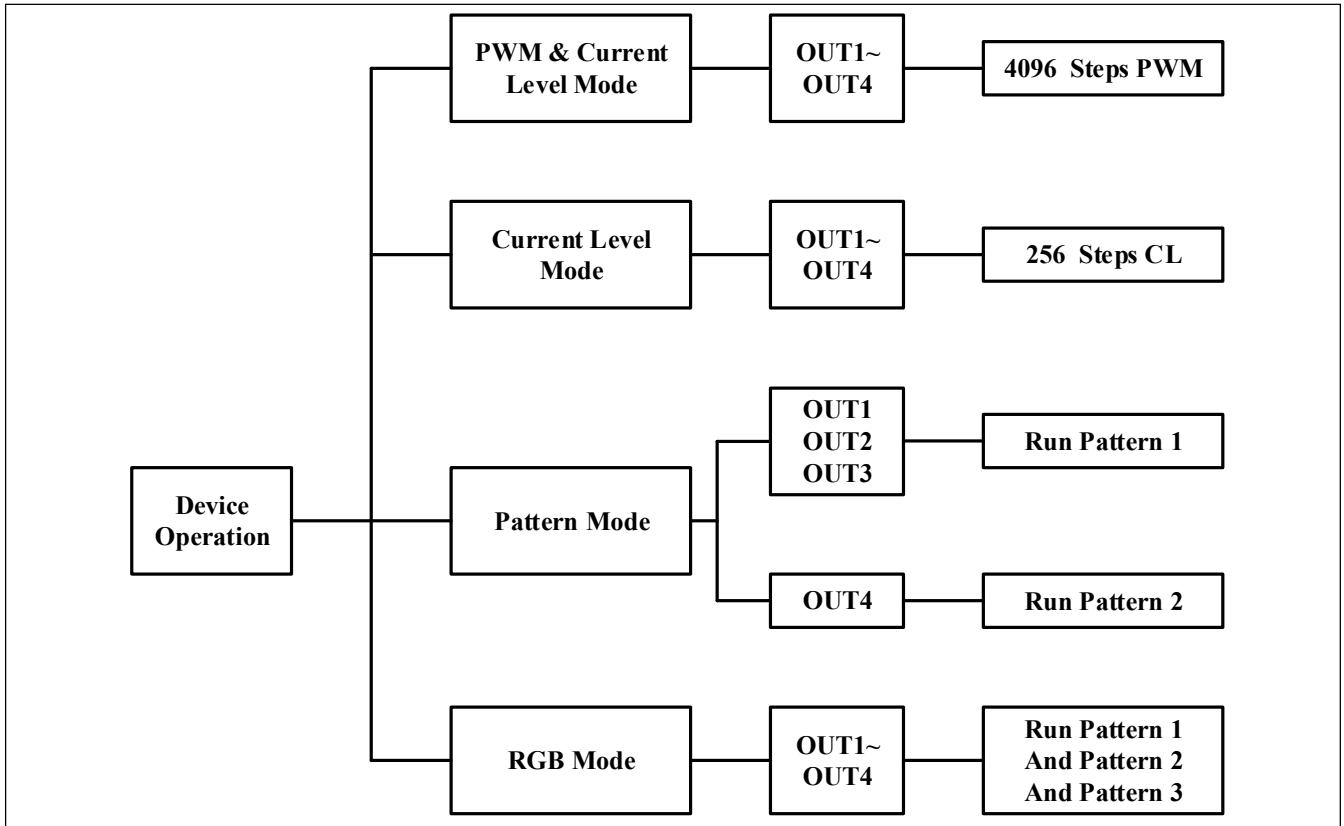 PWM & Current
Level Mode
OUT1~
OUT4
4096 Steps PWM
Current Level
Mode
OUT1~
OUT4
256 Steps CL
Device
Operation
Pattern Mode
OUT1
OUT2
OUT3
Run Pattern 1
OUT4
Run Pattern 2
RGB Mode
OUT1~
OUT4
Run Pattern 1
And Pattern 2
And Pattern 3